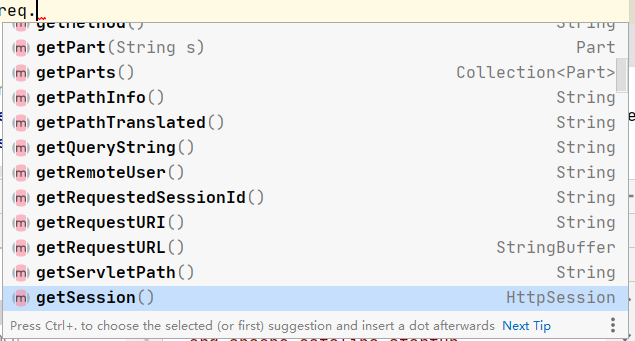 req.
getMethod() String
getPart(String s) Part
getParts() Collection<Part>
getPathInfo() String
getPathTranslated() String
getQueryString() String
getRemoteUser() String
getRequestedSessionId() String
getRequestURI() String
getRequestURL() StringBuffer
getServletPath() String
getSession() HttpSession
Press Ctrl+. to choose the selected (or first) suggestion and insert a dot afterwards Next Tip